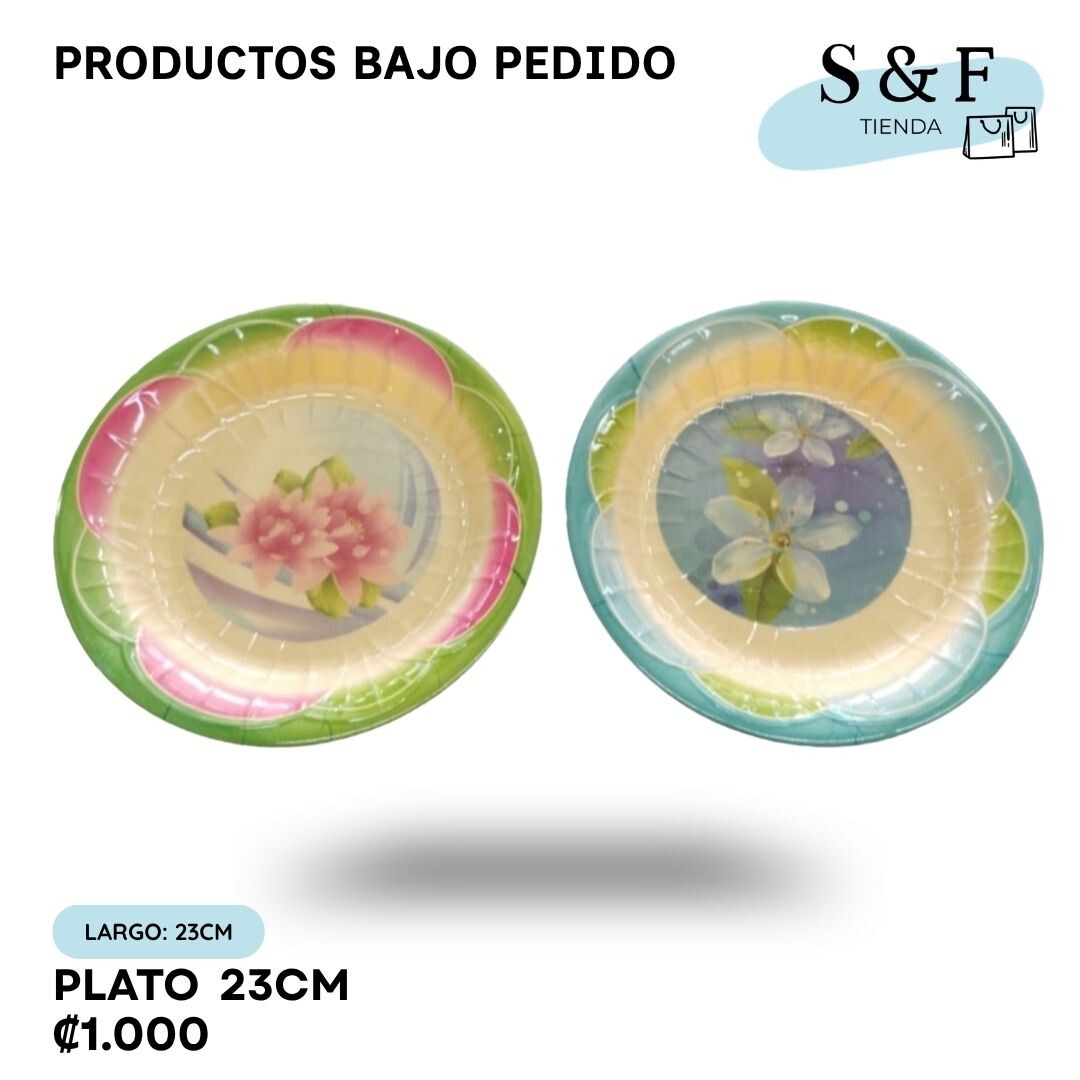 PRODUCTOS BAJO PEDIDO
S & F
TIENDA
LARGO: 23CM
PLATO 23CM
₡1.000